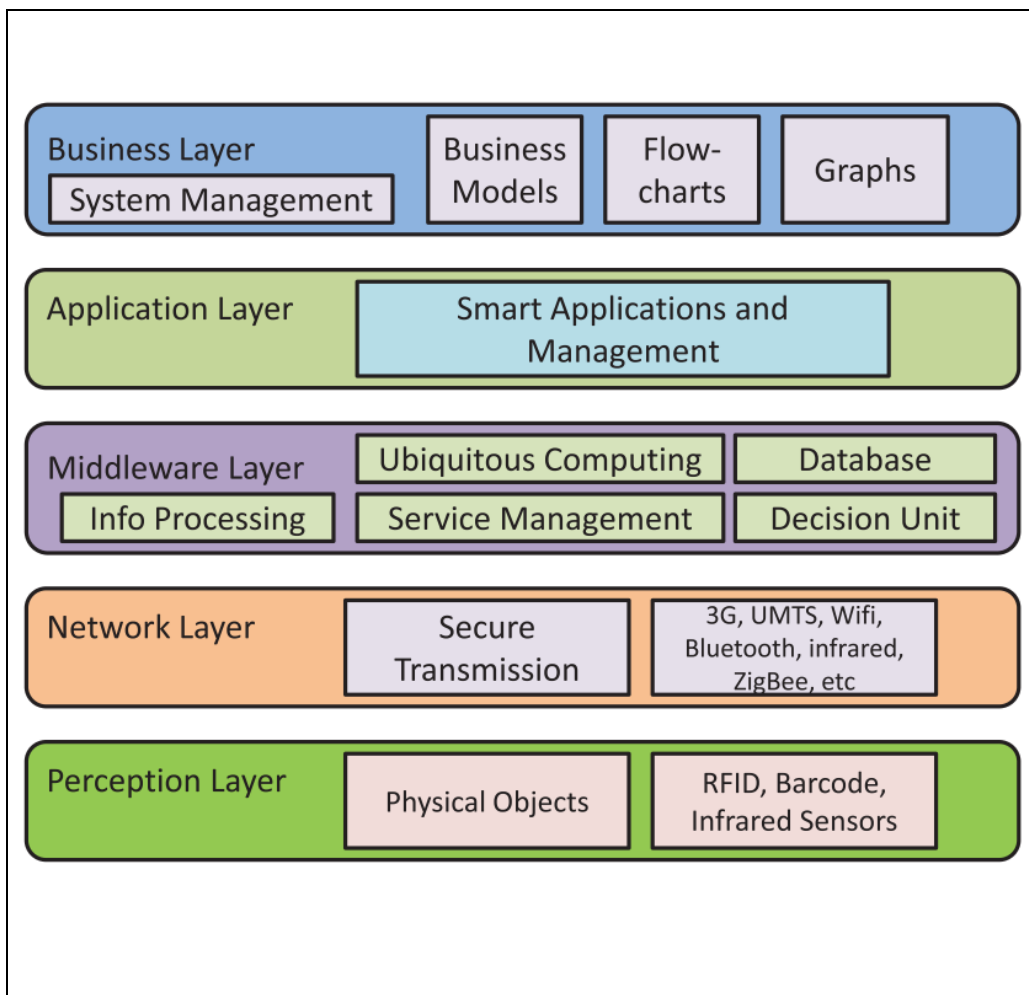 Business Layer
System Management
Business
Models
Flow-
charts
Graphs
Application Layer
Smart Applications and
Management
Middleware Layer
Info Processing
Ubiquitous Computing
Database
Service Management
Decision Unit
Network Layer
Secure
Transmission
3G, UMTS, Wifi,
Bluetooth, infrared,
ZigBee, etc
Perception Layer
Physical Objects
RFID, Barcode,
Infrared Sensors